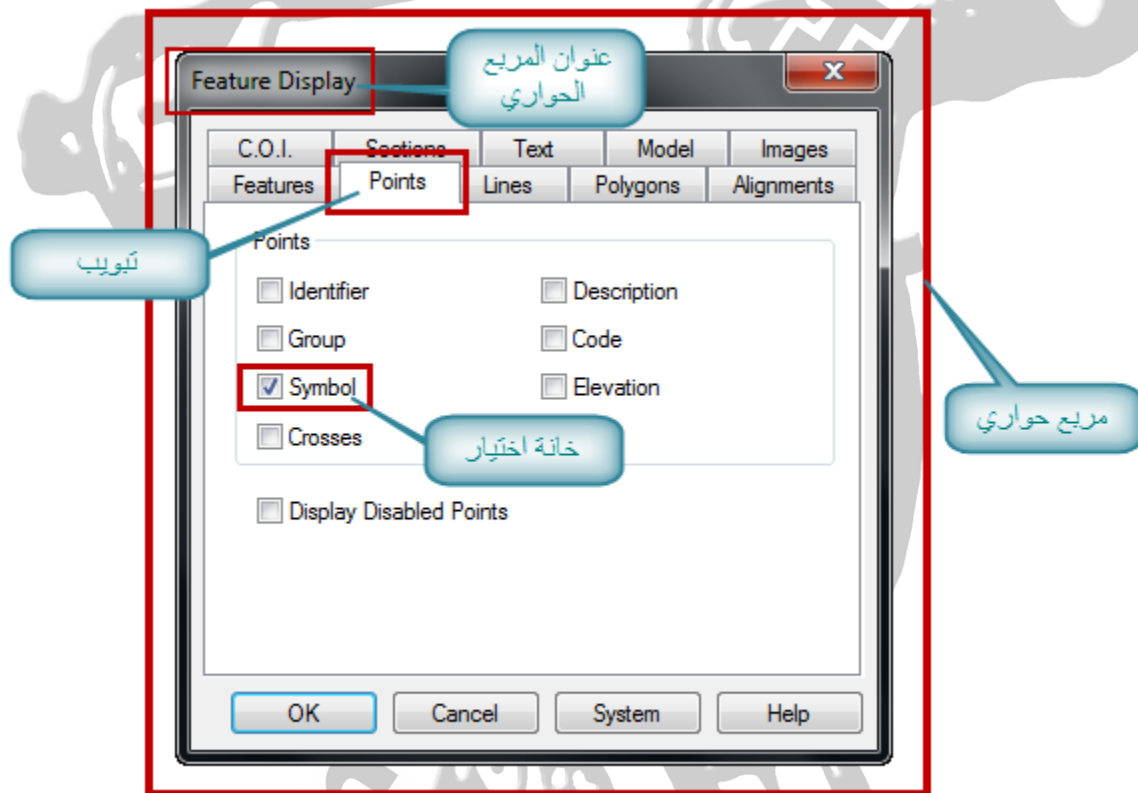 عنوان المربع
الحواري
Feature Display
C.O.I. Sections Text Model Images
Features Points Lines Polygons Alignments
تبويب
Points
Identifier Description
Group Code
Symbol Elevation
مربع حواري
Crosses
خانة اختيار
Display Disabled Points
OK Cancel System Help